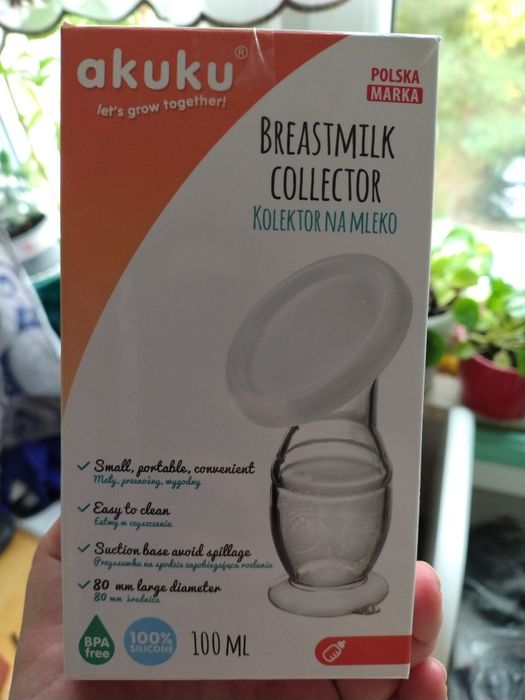 akuku®
let's grow together!
POLSKA
MARKA
BREASTMILK
COLLECTOR
KOLEKTOR NA MLEKO
Small, portable, convenient
Mały, przenośny, wygodny
Easy to clean
Łatwy w czyszczeniu
Suction base avoid spillage
Przyssawka na spodzie zapobiegająca rozlaniu
80 mm large diameter
80 mm średnica
BPA
free
100%
SILICONE
100 ML